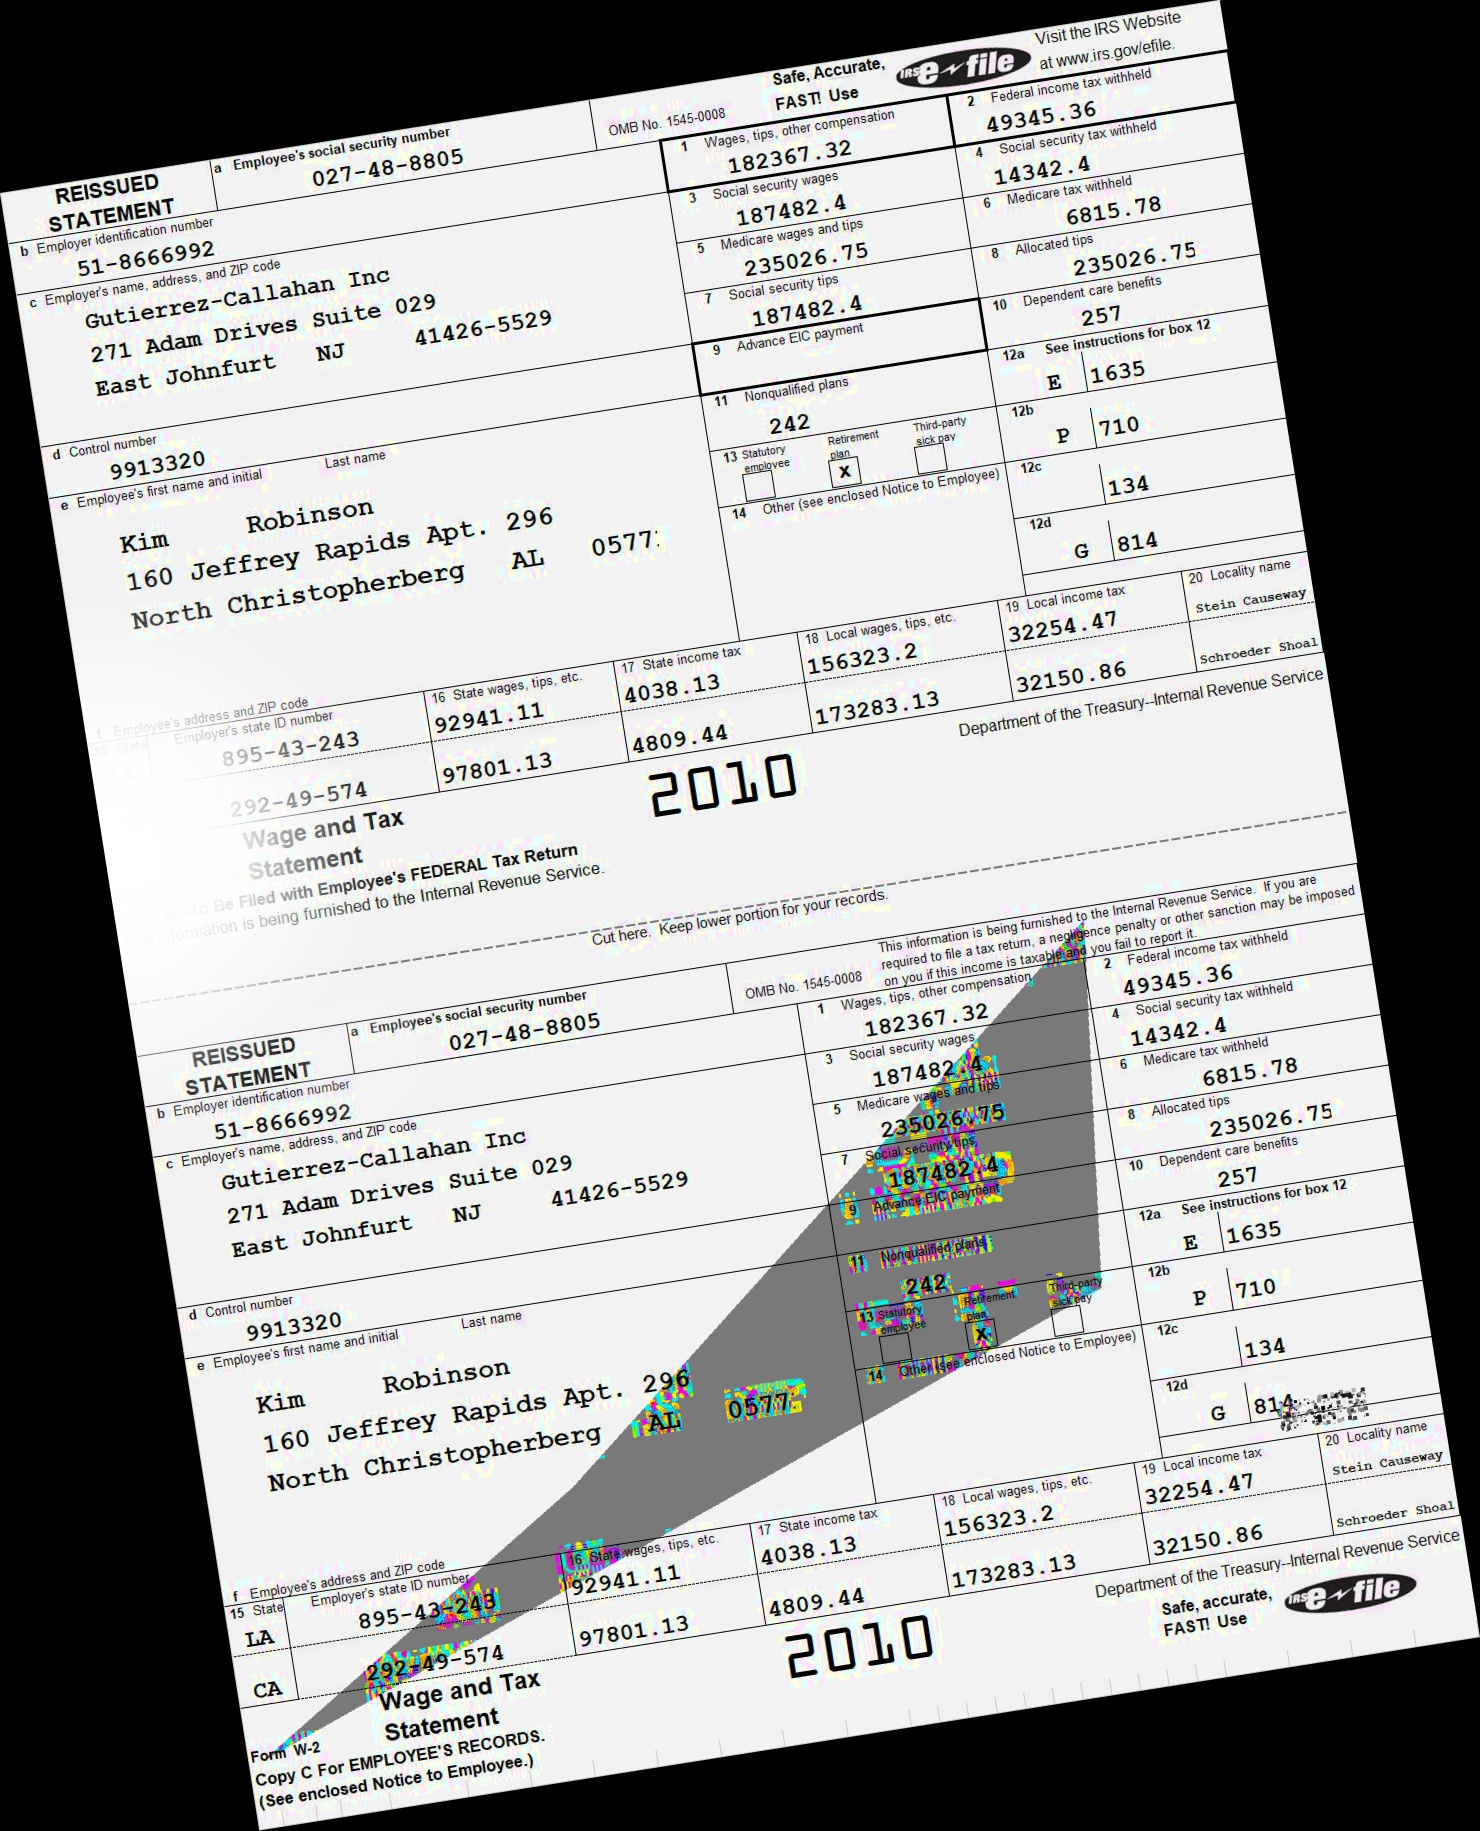 Visit the IRS Website
at www.irs.gov/efile.
Safe, Accurate,
FAST! Use
IRS e-file
REISSUED
STATEMENT
a Employee's social security number
027-48-8805
OMB No. 1545-0008
1 Wages, tips, other compensation
182367.32
2 Federal income tax withheld
49345.36
3 Social security wages
187482.4
4 Social security tax withheld
14342.4
b Employer identification number
51-8666992
5 Medicare wages and tips
235026.75
6 Medicare tax withheld
6815.78
c Employer's name, address, and ZIP code
Gutierrez-Callahan Inc
271 Adam Drives Suite 029
East Johnfurt NJ 41426-5529
7 Social security tips
187482.4
8 Allocated tips
235026.75
9 Advance EIC payment
10 Dependent care benefits
257
11 Nonqualified plans
242
12a See instructions for box 12
E 1635
12b
P 710
12c
134
12d
G 814
d Control number
9913320
13 Statutory employee
Retirement plan
X
Third-party sick pay
14 Other (see enclosed Notice to Employee)
e Employee's first name and initial
Last name
Kim Robinson
160 Jeffrey Rapids Apt. 296
North Christopherberg AL
f Employee's address and ZIP code
15 State
Employer's state ID number
LA 895-43-243
292-49-574
16 State wages, tips, etc.
92941.11
97801.13
17 State income tax
4038.13
4809.44
18 Local wages, tips, etc.
156323.2
173283.13
19 Local income tax
32254.47
32150.86
20 Locality name
Stein Causeway
Schroeder Shoal
Wage and Tax
Statement
2010
Department of the Treasury--Internal Revenue Service
To Be Filed with Employee's FEDERAL Tax Return
information is being furnished to the Internal Revenue Service.
Cut here. Keep lower portion for your records.
This information is being furnished to the Internal Revenue Service. If you are
required to file a tax return, a negligence penalty or other sanction may be imposed
on you if this income is taxable and you fail to report it.
REISSUED
STATEMENT
a Employee's social security number
027-48-8805
OMB No. 1545-0008
1 Wages, tips, other compensation
182367.32
2 Federal income tax withheld
49345.36
3 Social security wages
187482.4
4 Social security tax withheld
14342.4
b Employer identification number
51-8666992
5 Medicare wages and tips
235026.75
6 Medicare tax withheld
6815.78
c Employer's name, address, and ZIP code
Gutierrez-Callahan Inc
271 Adam Drives Suite 029
East Johnfurt NJ 41426-5529
7 Social security tips
187482.4
8 Allocated tips
235026.75
9 Advance EIC payment
10 Dependent care benefits
257
11 Nonqualified plans
242
12a See instructions for box 12
E 1635
12b
P 710
12c
134
12d
G 814
d Control number
9913320
13 Statutory employee
Retirement plan
X
Third-party sick pay
14 Other (see enclosed Notice to Employee)
e Employee's first name and initial
Last name
Kim Robinson
160 Jeffrey Rapids Apt. 296
North Christopherberg AL
f Employee's address and ZIP code
15 State
Employer's state ID number
LA 895-43-243
CA 292-49-574
16 State wages, tips, etc.
92941.11
97801.13
17 State income tax
4038.13
4809.44
18 Local wages, tips, etc.
156323.2
173283.13
19 Local income tax
32254.47
32150.86
20 Locality name
Stein Causeway
Schroeder Shoal
Form W-2
Wage and Tax
Statement
2010
Department of the Treasury--Internal Revenue Service
Safe, accurate,
FAST! Use
IRS e-file
Copy C For EMPLOYEE'S RECORDS.
(See enclosed Notice to Employee.)